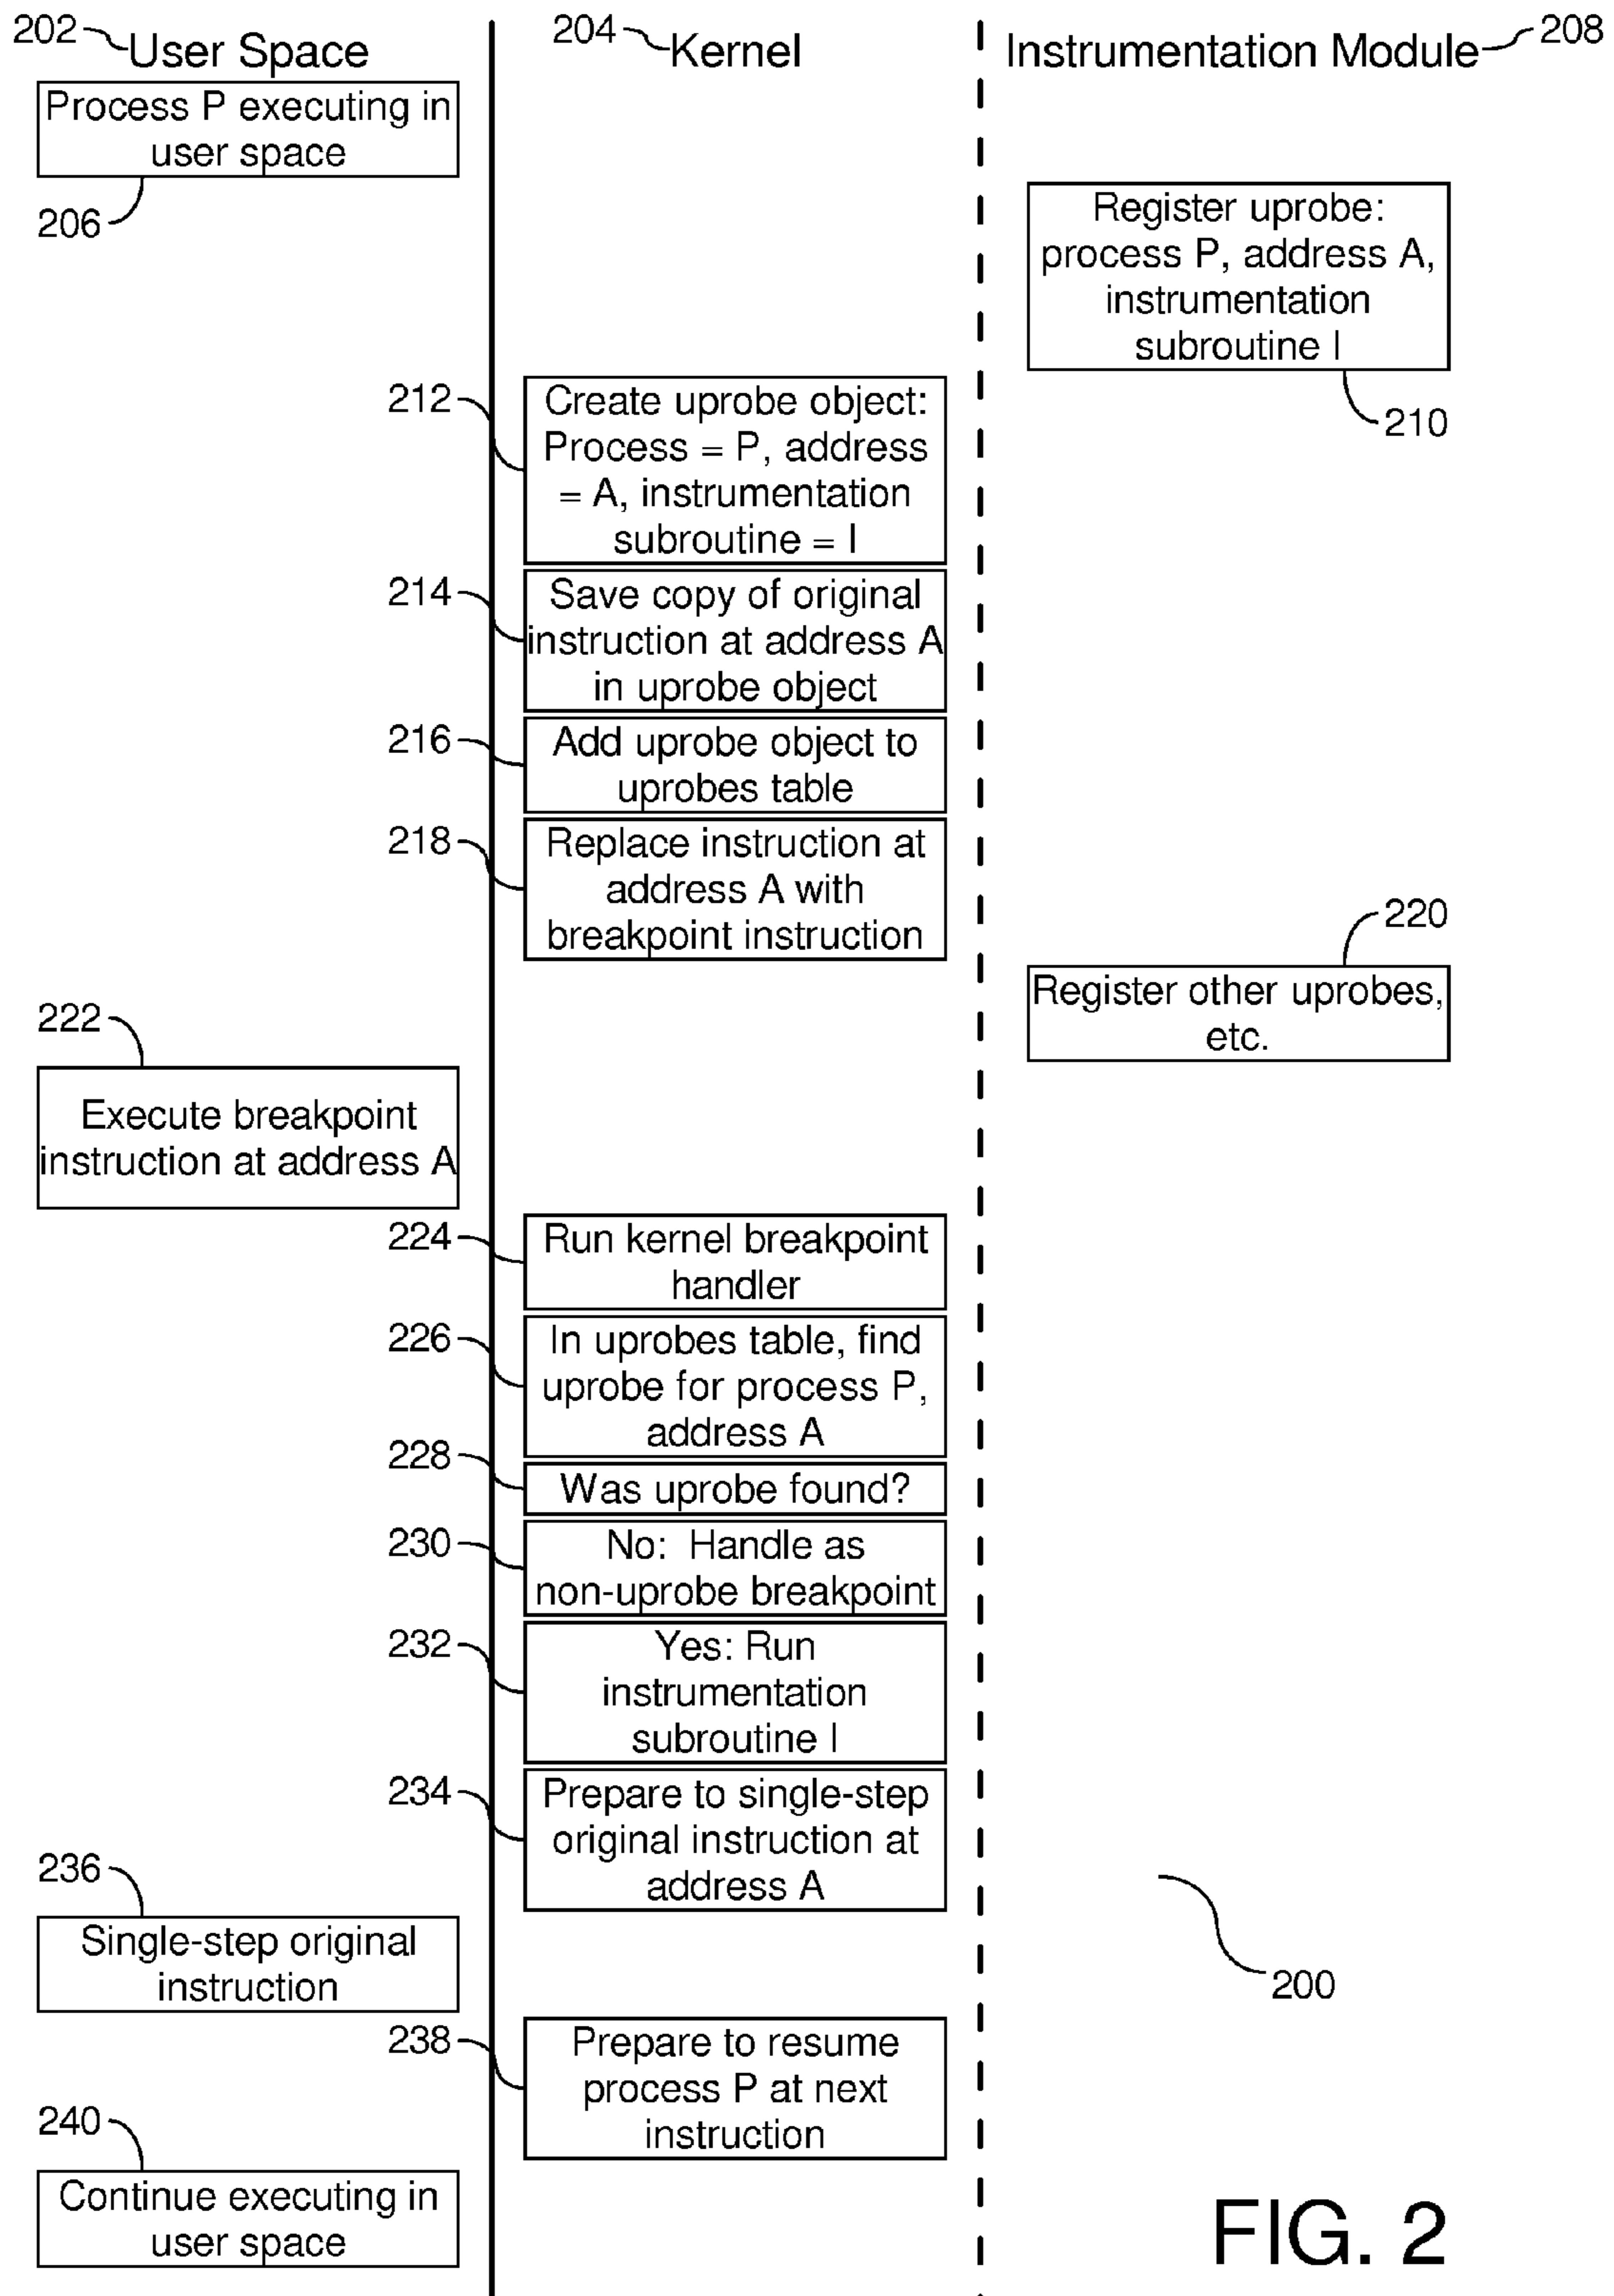 202 User Space 204 Kernel Instrumentation Module 208
Process P executing in
user space
206
Register uprobe:
process P, address A,
instrumentation
subroutine I
210
212
Create uprobe object:
Process = P, address
= A, instrumentation
subroutine = I
214
Save copy of original
instruction at address A
in uprobe object
216
Add uprobe object to
uprobes table
218
Replace instruction at
address A with
breakpoint instruction
220
Register other uprobes,
etc.
222
Execute breakpoint
instruction at address A
224
Run kernel breakpoint
handler
226
In uprobes table, find
uprobe for process P,
address A
228
Was uprobe found?
230
No: Handle as
non-uprobe breakpoint
232
Yes: Run
instrumentation
subroutine I
234
Prepare to single-step
original instruction at
address A
236
Single-step original
instruction
200
238
Prepare to resume
process P at next
instruction
240
Continue executing in
user space
FIG. 2